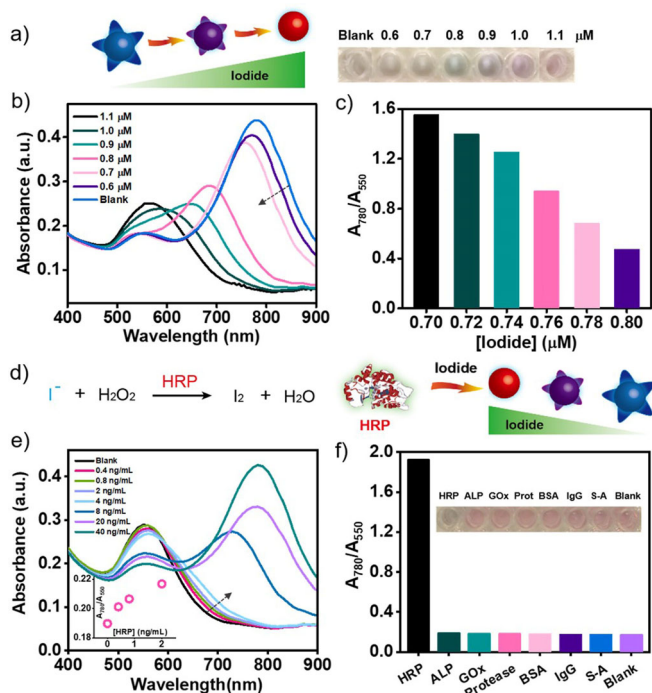 a)
Iodide
Blank 0.6 0.7 0.8 0.9 1.0 1.1 μM
b)
1.1 μM
1.0 μM
0.9 μM
0.8 μM
0.7 μM
0.6 μM
Blank
Absorbance (a.u.)
0.4
0.3
0.2
0.1
400 500 600 700 800 900
Wavelength(nm)
c)
A780/A550
1.6
1.2
0.8
0.4
0.0
0.70 0.72 0.74 0.76 0.78 0.80
[Iodide] (μM)
d)
I- + H2O2 HRP I2 + H2O
HRP
Iodide
Iodide
e)
Blank
0.4 ng/mL
0.8 ng/mL
2 ng/mL
4 ng/mL
8 ng/mL
20 ng/mL
40 ng/mL
Absorbance (a.u.)
0.5
0.4
0.3
0.2
0.1
0.0
A780/A550
0.22
0.20
0.18
0 1 2
[HRP] (ng/mL)
400 500 600 700 800 900
Wavelength (nm)
f)
A780/A550
2.0
1.6
1.2
0.8
0.4
0.0
HRP ALP GOx Prot BSA IgG S-A Blank
HRP ALP GOx Protease BSA IgG S-A Blank